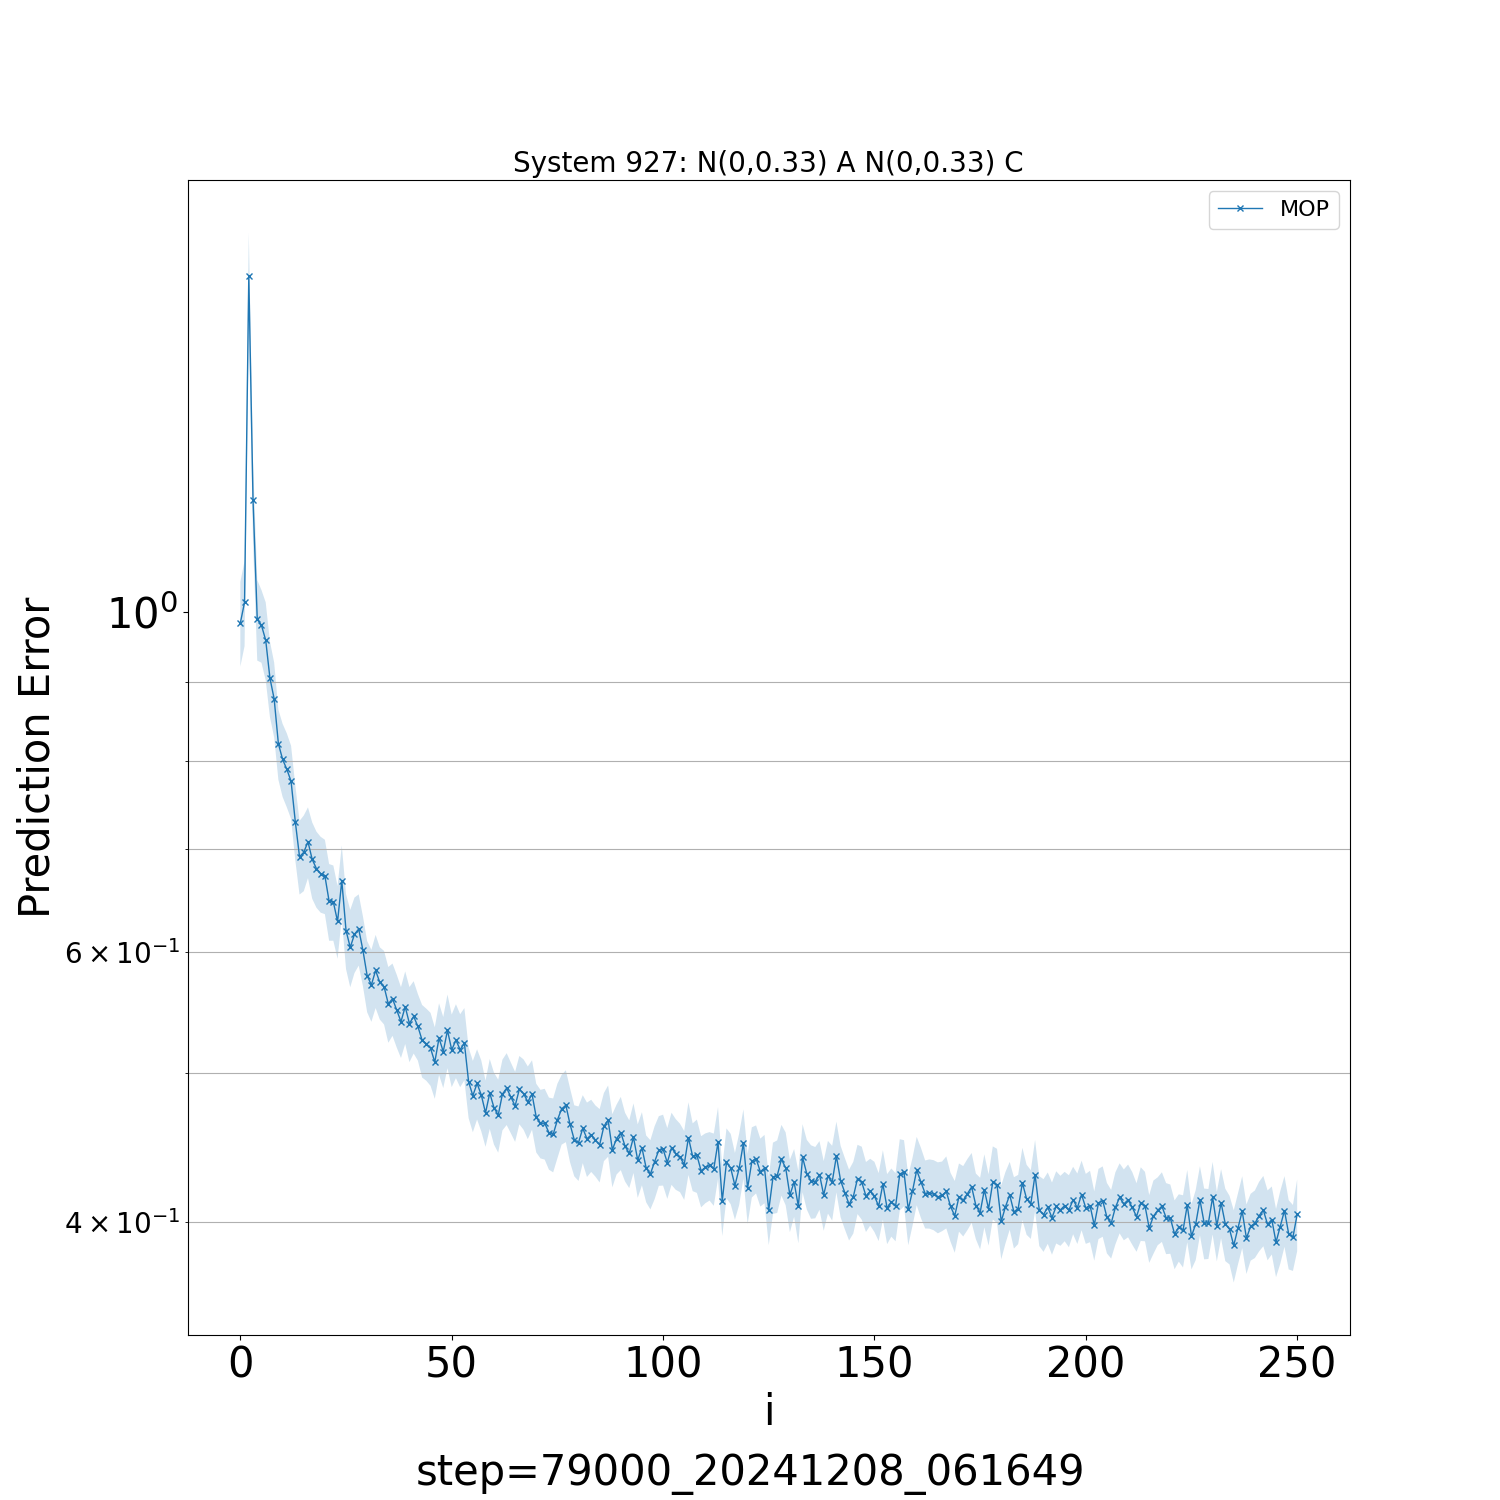 System 927: N(0,0.33) A N(0,0.33) C
MOP
Prediction Error
10⁰
6 × 10⁻¹
4 × 10⁻¹
0 50 100 150 200 250
i
step=79000_20241208_061649